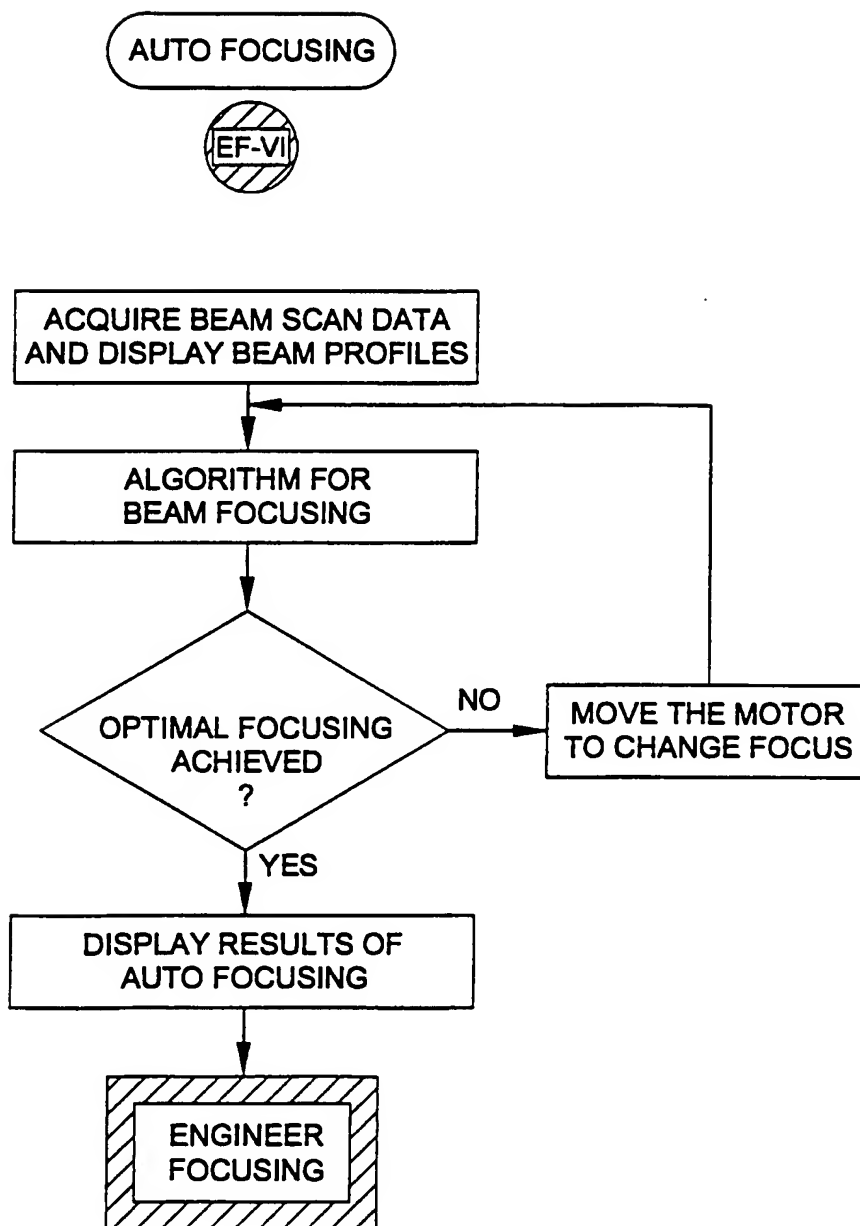 AUTO FOCUSING
EF-VI
ACQUIRE BEAM SCAN DATA
AND DISPLAY BEAM PROFILES
ALGORITHM FOR
BEAM FOCUSING
OPTIMAL FOCUSING
ACHIEVED
?
NO
MOVE THE MOTOR
TO CHANGE FOCUS
YES
DISPLAY RESULTS OF
AUTO FOCUSING
ENGINEER
FOCUSING